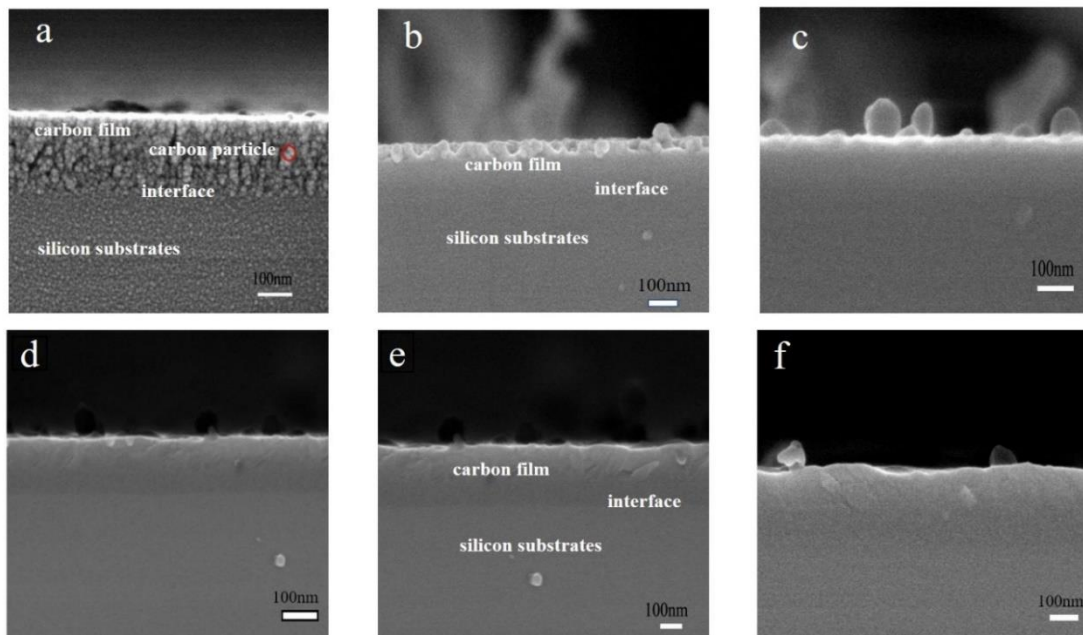 a
carbon film
carbon particle
interface
silicon substrates
100nm
b
carbon film
interface
silicon substrates
100nm
c
100nm
d
100nm
e
carbon film
interface
silicon substrates
100nm
f
100nm